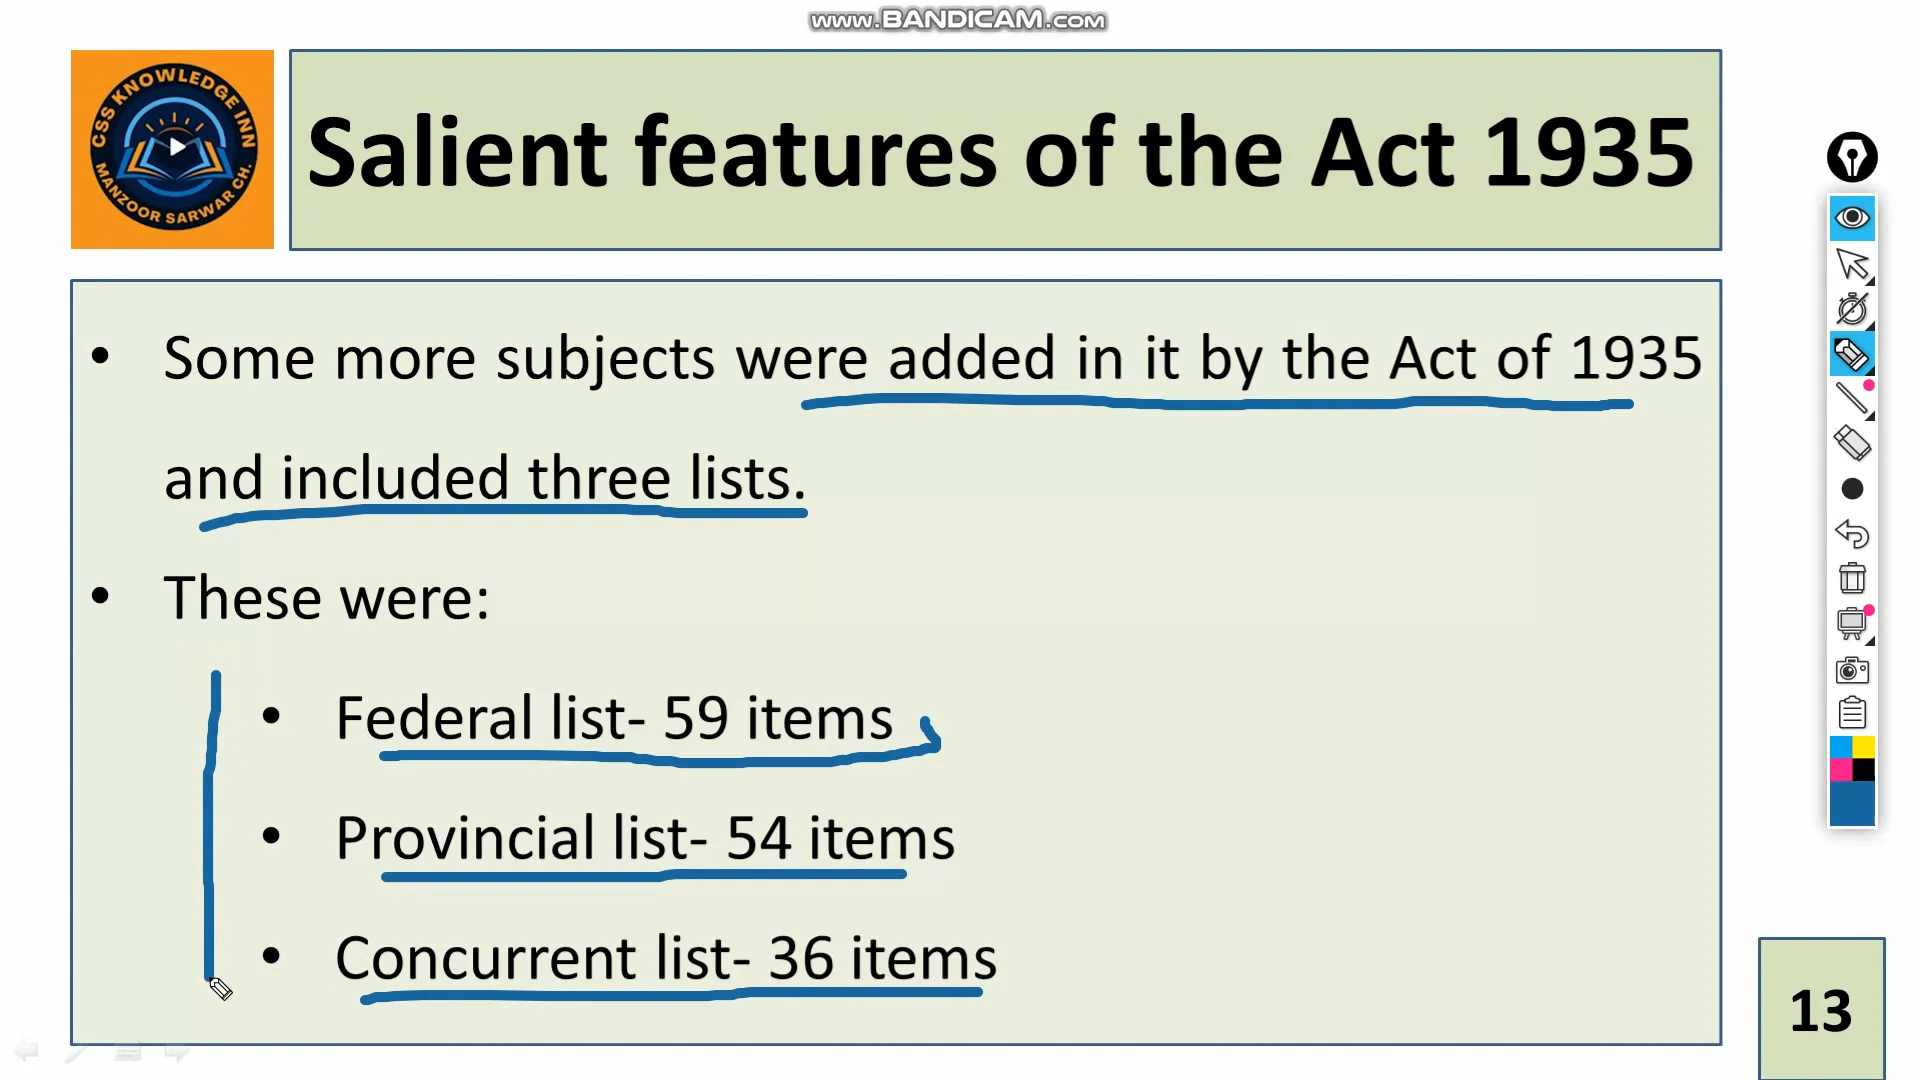 www.BANDICAM.com
CSS KNOWLEDGE INN
MANZOOR SARWAR CH.
Salient features of the Act 1935
• Some more subjects were added in it by the Act of 1935
and included three lists.
• These were:
• Federal list- 59 items
• Provincial list- 54 items
• Concurrent list- 36 items
13